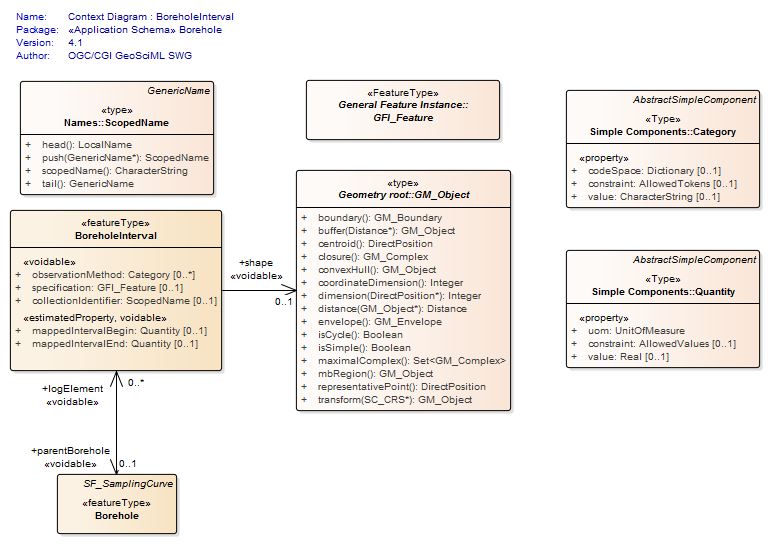 Name: Context Diagram : BoreholeInterval
Package: «Application Schema» Borehole
Version: 4.1
Author: OGC/CGI GeoSciML SWG
GenericName
«type»
Names::ScopedName
+ head(): LocalName
+ push(GenericName*): ScopedName
+ scopedName(): CharacterString
+ tail(): GenericName
«FeatureType»
General Feature Instance::
GFI_Feature
AbstractSimpleComponent
«Type»
Simple Components::Category
«property»
+ codeSpace: Dictionary [0..1]
+ constraint: AllowedTokens [0..1]
+ value: CharacterString [0..1]
«featureType»
BoreholeInterval
«voidable»
+ observationMethod: Category [0..*]
+ specification: GFI_Feature [0..1]
+ collectionIdentifier: ScopedName [0..1]
«estimatedProperty, voidable»
+ mappedIntervalBegin: Quantity [0..1]
+ mappedIntervalEnd: Quantity [0..1]
+shape
«voidable»
0..1
«type»
Geometry root::GM_Object
+ boundary(): GM_Boundary
+ buffer(Distance*): GM_Object
+ centroid(): DirectPosition
+ closure(): GM_Complex
+ convexHull(): GM_Object
+ coordinateDimension(): Integer
+ dimension(DirectPosition*): Integer
+ distance(GM_Object*): Distance
+ envelope(): GM_Envelope
+ isCycle(): Boolean
+ isSimple(): Boolean
+ maximalComplex(): Set<GM_Complex>
+ mbRegion(): GM_Object
+ representativePoint(): DirectPosition
+ transform(SC_CRS*): GM_Object
AbstractSimpleComponent
«Type»
Simple Components::Quantity
«property»
+ uom: UnitOfMeasure
+ constraint: AllowedValues [0..1]
+ value: Real [0..1]
+logElement
«voidable»
0..*
+parentBorehole
«voidable»
0..1
SF_SamplingCurve
«featureType»
Borehole